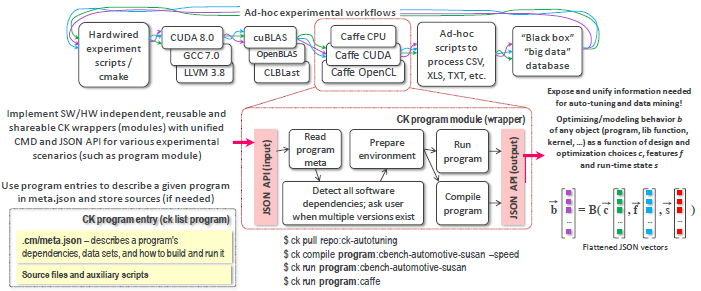 Ad-hoc experimental workflows
Hardwired
experiment
scripts /
cmake
CUDA 8.0
GCC 7.0
LLVM 3.8
cuBLAS
OpenBLAS
CLBLast
Caffe CPU
Caffe CUDA
Caffe OpenCL
Ad-hoc
scripts to
process CSV,
XLS, TXT, etc.
“Black box”
“big data”
database
Implement SW/HW independent, reusable and
shareable CK wrappers (modules) with unified
CMD and JSON API for various experimental
scenarios (such as program module)
Use program entries to describe a given program
in meta.json and store sources (if needed)
CK program entry (ck list program)
.cm/meta.json – describes a program's
dependencies, data sets, and how to build and run it
Source files and auxiliary scripts
CK program module (wrapper)
JSON API (input)
Read
program
meta
Prepare
environment
Run
program
Detect all software
dependencies; ask user
when multiple versions exist
Compile
program
JSON API (output)
$ ck pull repo:ck-autotuning
$ ck compile program:cbench-automotive-susan –speed
$ ck run program:cbench-automotive-susan
$ ck run program:caffe
Expose and unify information needed
for auto-tuning and data mining!
Optimizing/modeling behavior b
of any object (program, lib function,
kernel, …) as a function of design and
optimization choices c, features f
and run-time state s
b = B( c , f , s )
... ... ... ...
Flattened JSON vectors